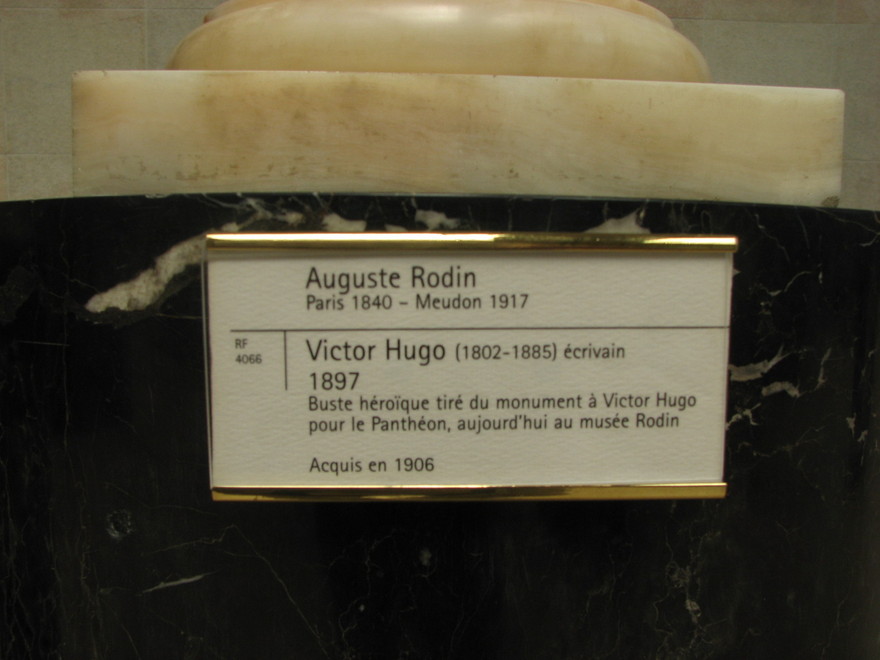 Auguste Rodin
Paris 1840 – Meudon 1917
RF
4066
Victor Hugo (1802-1885) écrivain
1897
Buste héroïque tiré du monument à Victor Hugo
pour le Panthéon, aujourd'hui au musée Rodin
Acquis en 1906